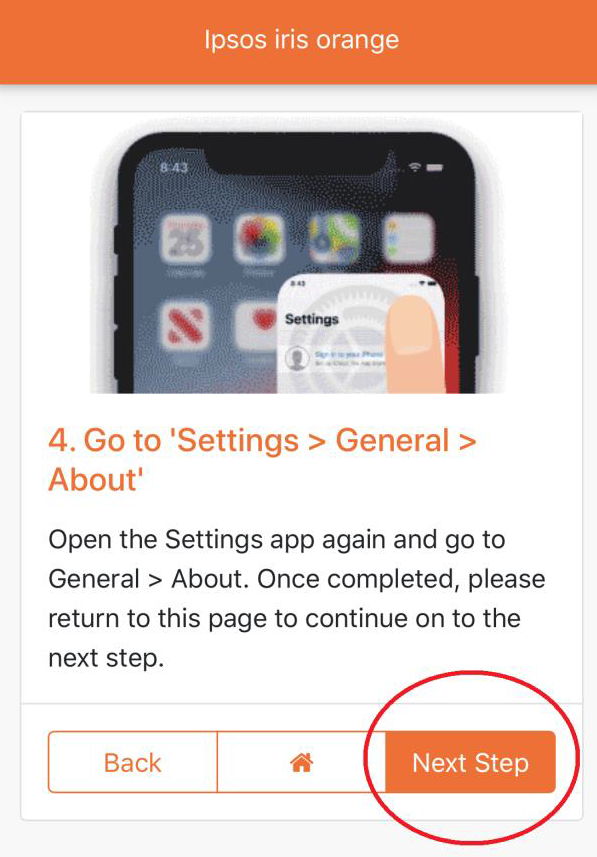 Ipsos iris orange
8:43
25
8:43
Settings
Sign in to your iPhone
4. Go to 'Settings > General >
About'
Open the Settings app again and go to
General > About. Once completed, please
return to this page to continue on to the
next step.
Back
Next Step